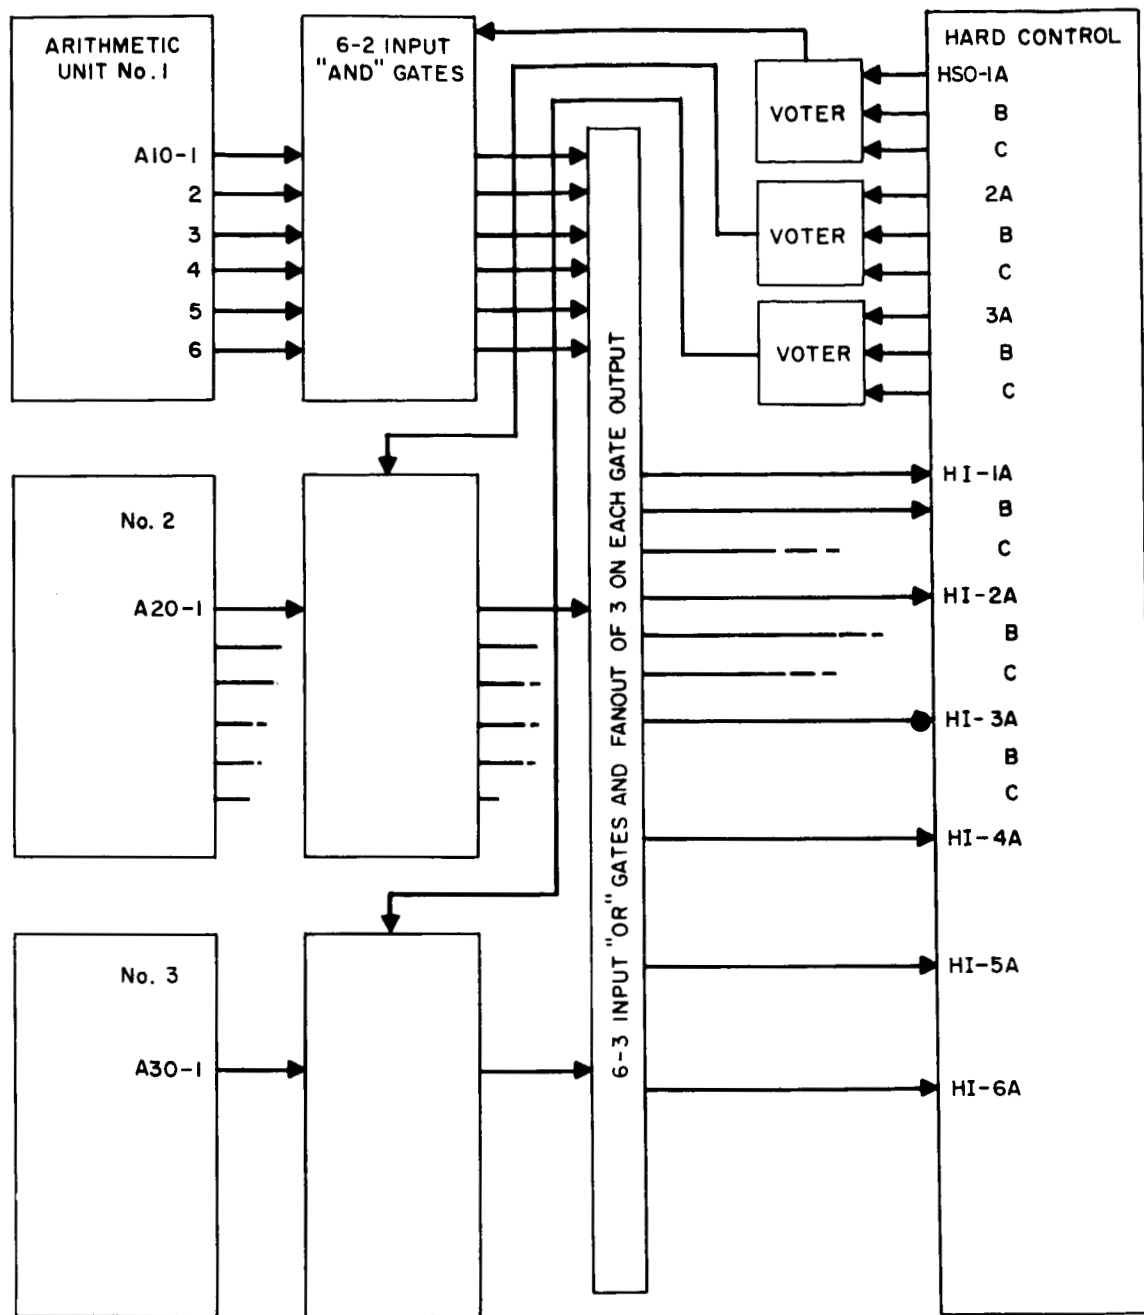 ARITHMETIC
UNIT No. 1
A10-1
2
3
4
5
6
6-2 INPUT
"AND" GATES
VOTER
VOTER
VOTER
HARD CONTROL
HSO-1A
B
C
2A
B
C
3A
B
C
No. 2
A20-1
No. 3
A30-1
6-3 INPUT "OR" GATES AND FANOUT OF 3 ON EACH GATE OUTPUT
HI-1A
B
C
HI-2A
B
C
HI-3A
B
C
HI-4A
HI-5A
HI-6A